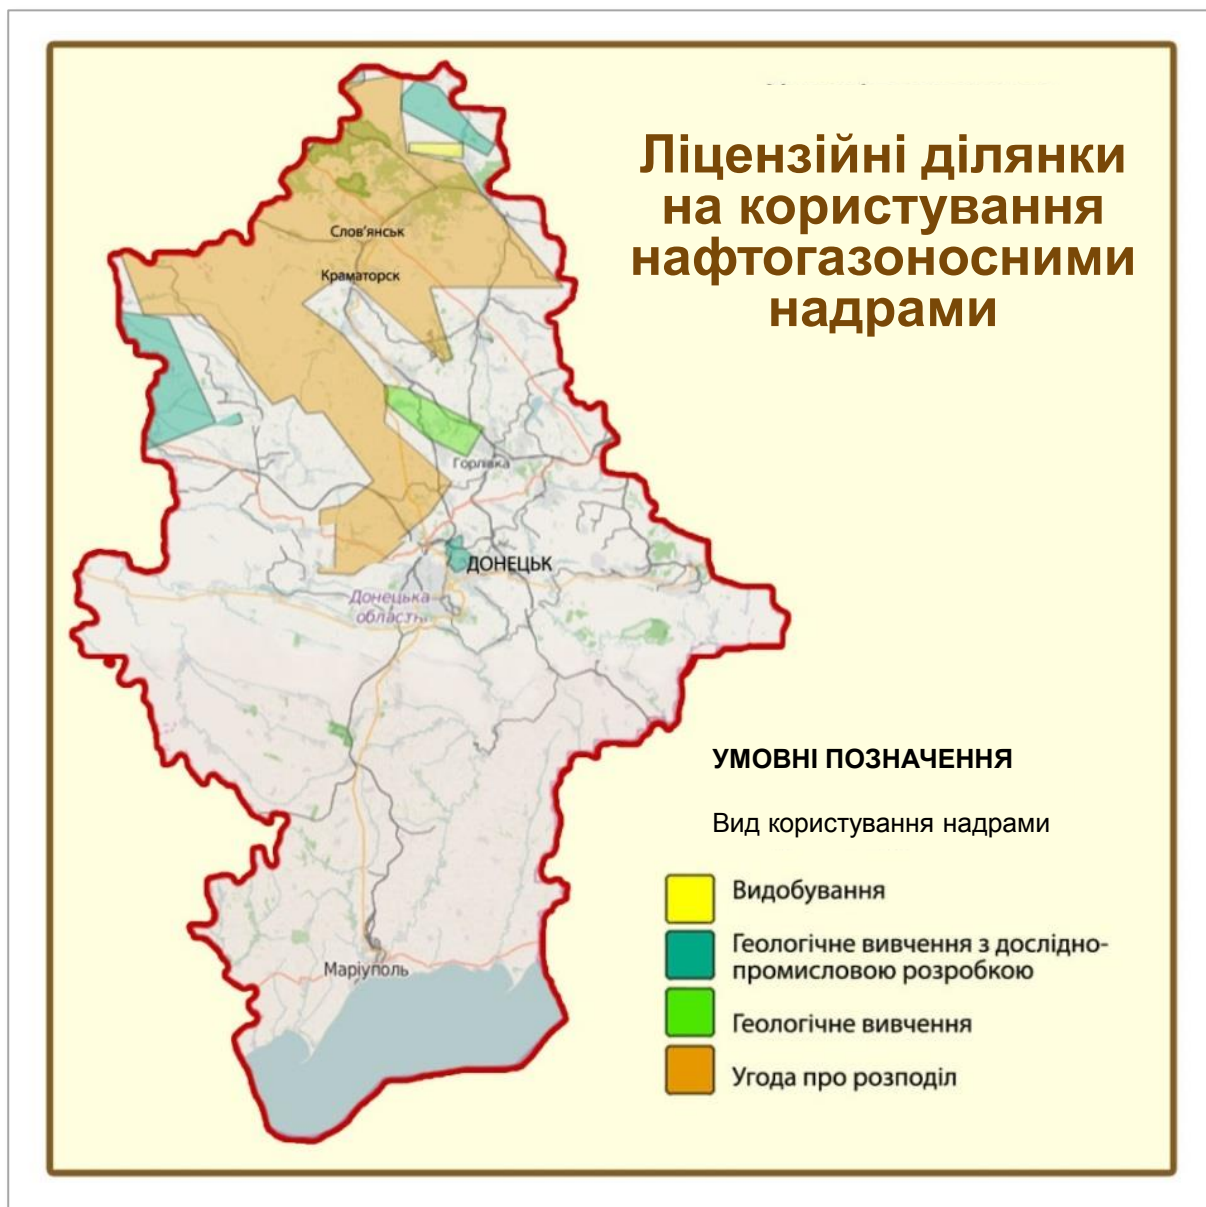 Ліцензійні ділянки
на користування
нафтогазоносними
надрами
Слов'янськ
Краматорск
Горлівка
ДОНЕЦЬК
Донецька
область
Маріуполь
УМОВНІ ПОЗНАЧЕННЯ
Вид користування надрами
Видобування
Геологічне вивчення з дослідно-
промисловою розробкою
Геологічне вивчення
Угода про розподіл